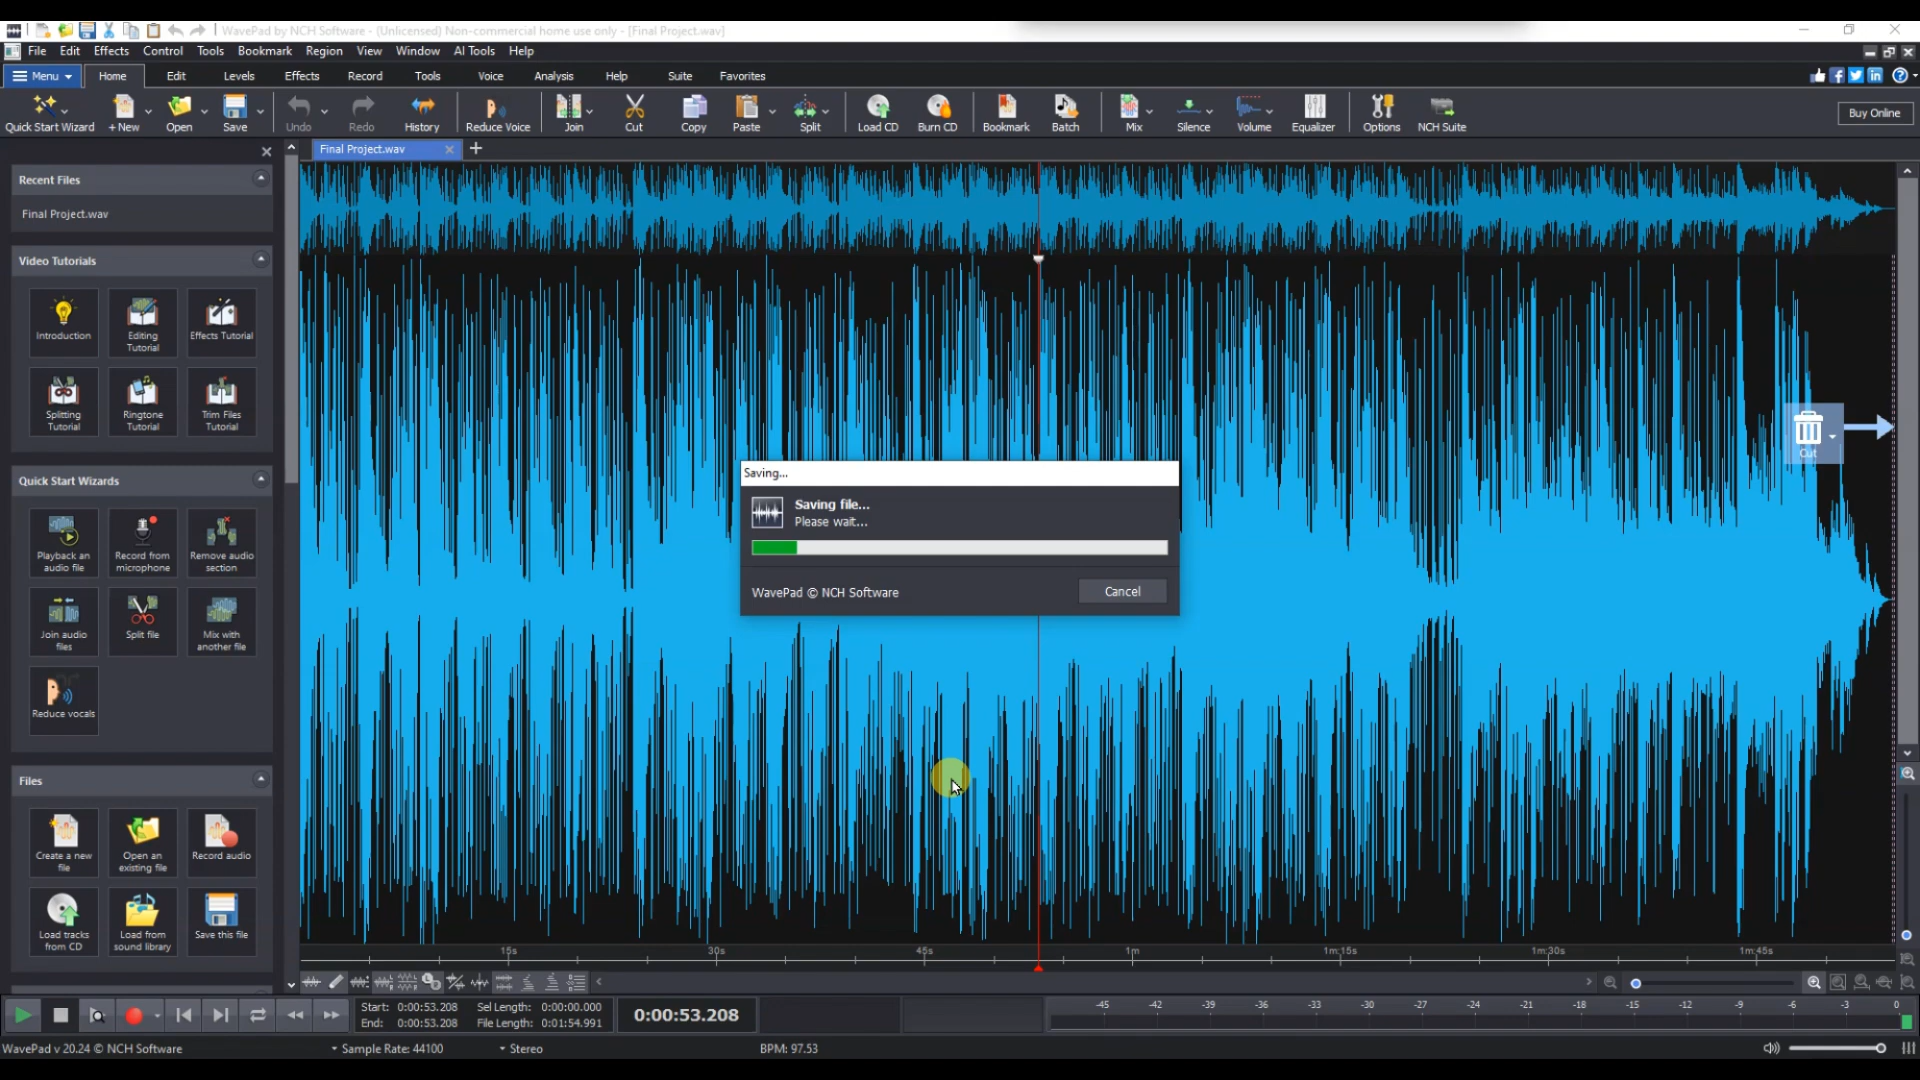 WavePad by NCH Software - (Unlicensed) Non-commercial home use only - [Final Project.wav]
File Edit Effects Control Tools Bookmark Region View Window AI Tools Help
Menu Home Edit Levels Effects Record Tools Voice Analysis Help Suite Favorites
Quick Start Wizard + New Open Save Undo Redo History Reduce Voice Join Cut Copy Paste Split Load CD Burn CD Bookmark Batch Mix Silence Volume Equalizer Options NCH Suite Buy Online
Final Project.wav
Recent Files
Final Project.wav
Video Tutorials
Introduction
Editing
Tutorial
Effects Tutorial
Splitting
Tutorial
Ringtone
Tutorial
Trim Files
Tutorial
Cut
Quick Start Wizards
Saving...
Saving file...
Please wait...
WavePad © NCH Software
Cancel
Playback an
audio file
Record from
microphone
Remove audio
section
Join audio
files
Split file
Mix with
another file
Reduce vocals
Files
Create a new
file
Open an
existing file
Record audio
Load tracks
from CD
Load from
sound library
Save this file
15s 30s 45s 1m 1m:15s 1m:30s 1m:45s
Start: 0:00:53.208 Sel Length: 0:00:00.000
End: 0:00:53.208 File Length: 0:01:54.991
0:00:53.208
-45 -42 -39 -36 -33 -30 -27 -24 -21 -18 -15 -12 -9 -6 -3 0
WavePad v 20.24 © NCH Software Sample Rate: 44100 Stereo BPM: 97.53